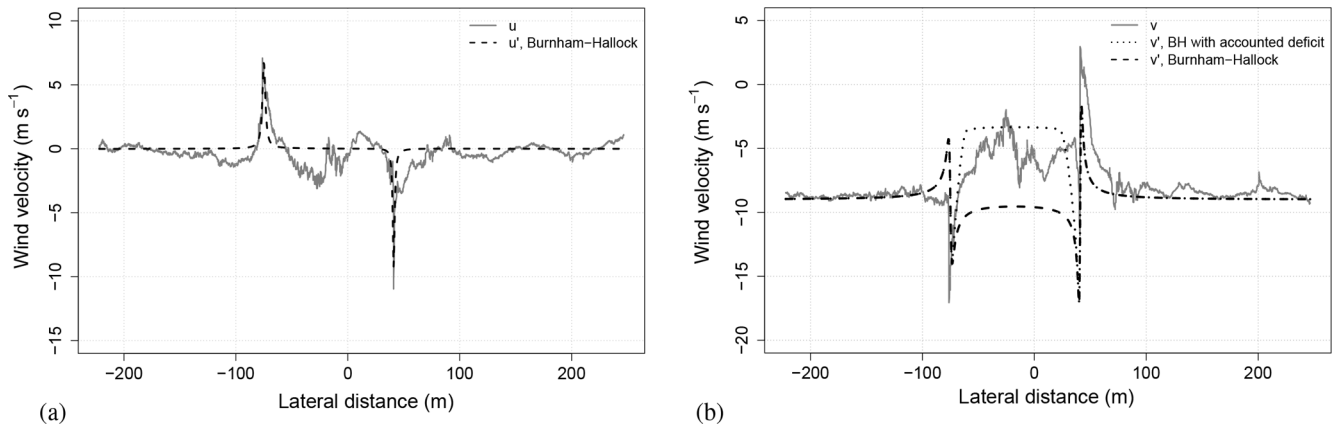 u
u', Burnham−Hallock
Wind velocity (m s⁻¹)
10
5
0
−5
−10
−15
−200
−100
0
100
200
Lateral distance (m)
(a)
v
v', BH with accounted deficit
v', Burnham−Hallock
Wind velocity (m s⁻¹)
5
0
−5
−10
−15
−20
−200
−100
0
100
200
Lateral distance (m)
(b)